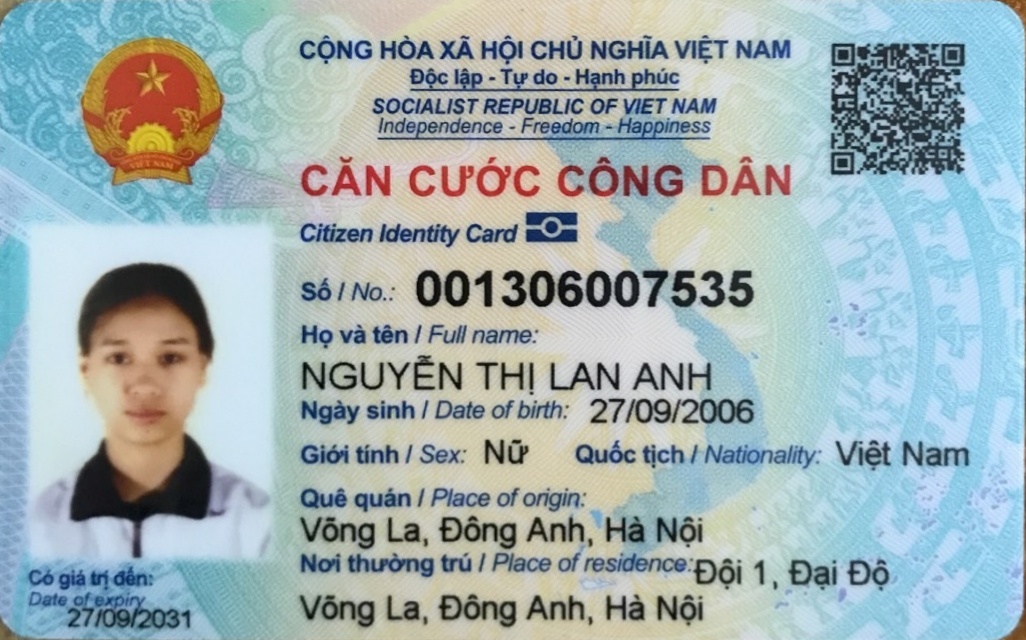 CỘNG HÒA XÃ HỘI CHỦ NGHĨA VIỆT NAM
Độc lập - Tự do - Hạnh phúc
SOCIALIST REPUBLIC OF VIET NAM
Independence - Freedom - Happiness
VIỆT NAM
CĂN CƯỚC CÔNG DÂN
Citizen Identity Card
Số / No.: 001306007535
Họ và tên / Full name:
NGUYỄN THỊ LAN ANH
Ngày sinh / Date of birth: 27/09/2006
Giới tính / Sex: Nữ Quốc tịch / Nationality: Việt Nam
Quê quán / Place of origin:
Võng La, Đông Anh, Hà Nội
Nơi thường trú / Place of residence: Đội 1, Đại Độ
Võng La, Đông Anh, Hà Nội
Có giá trị đến:
Date of expiry
27/09/2031